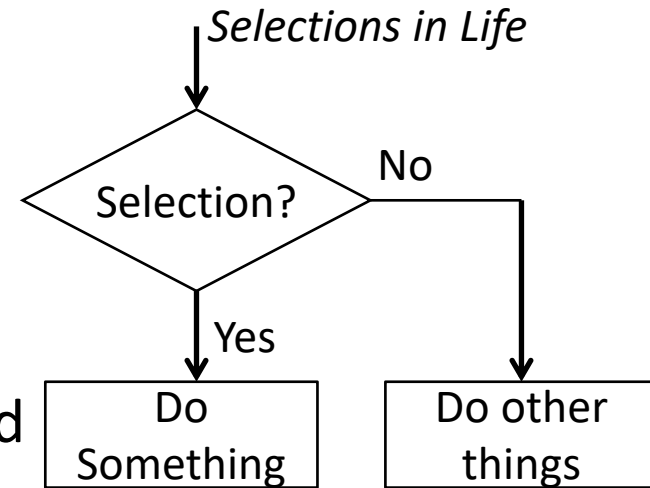 Selections in Life
No
Selection?
Yes
d
Do
Something
Do other
things